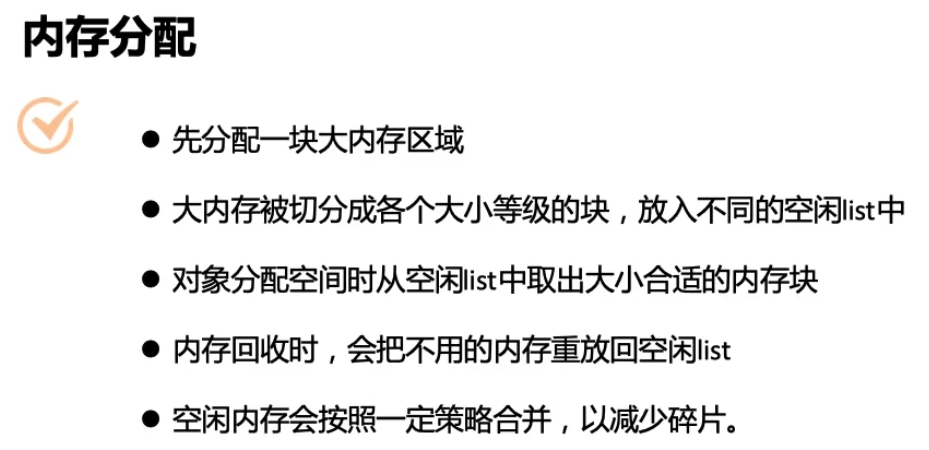 内存分配
● 先分配一块大内存区域
● 大内存被切分成各个大小等级的块，放入不同的空闲list中
● 对象分配空间时从空闲list中取出大小合适的内存块
● 内存回收时，会把不用的内存重放回空闲list
● 空闲内存会按照一定策略合并，以减少碎片。